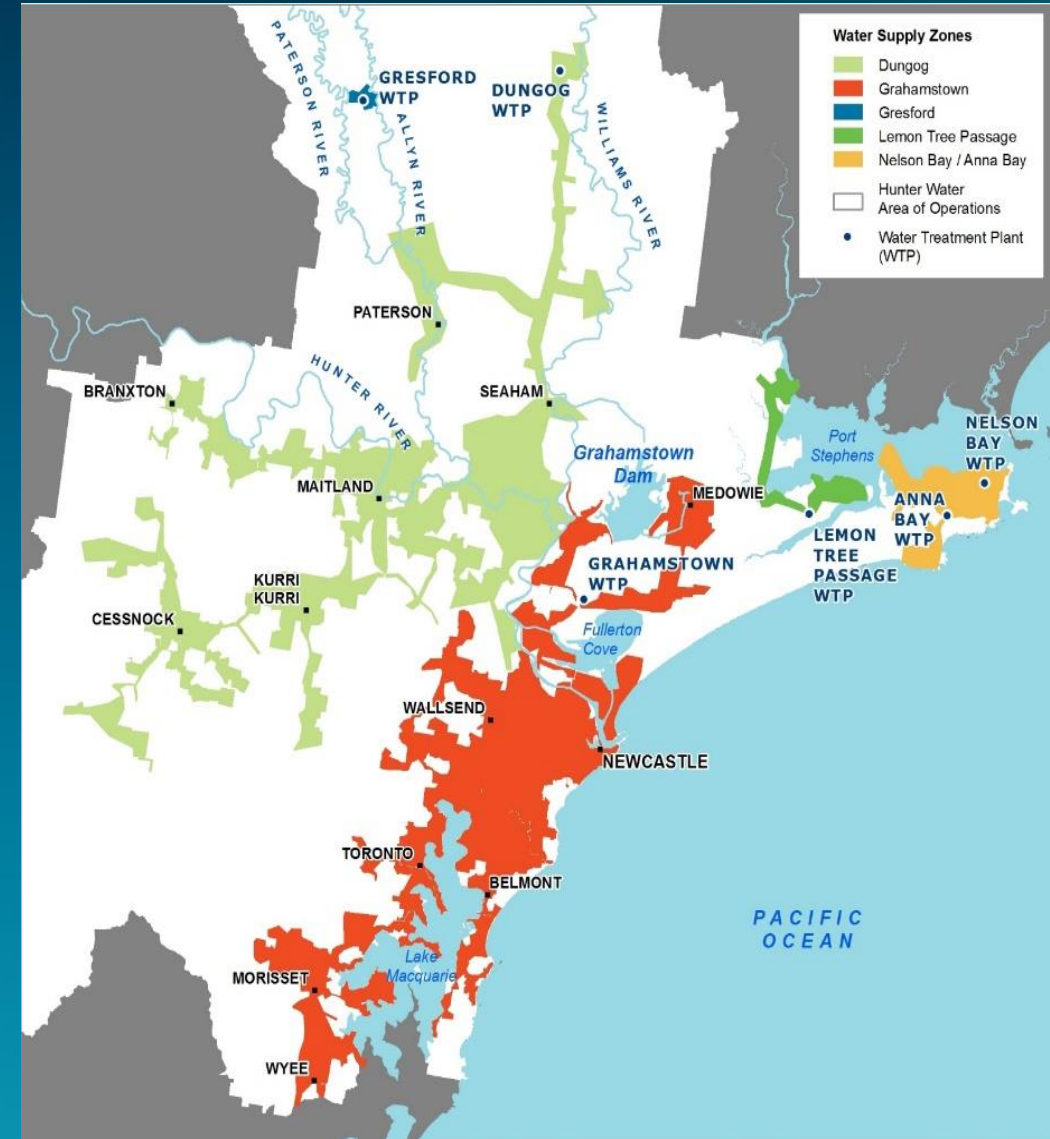 Water Supply Zones
Dungog
Grahamstown
Gresford
Lemon Tree Passage
Nelson Bay / Anna Bay
Hunter Water
Area of Operations
Water Treatment Plant
(WTP)
PATERSON RIVER
GRESFORD
WTP
ALLYN RIVER
DUNGOG
WTP
WILLIAMS RIVER
PATERSON
HUNTER RIVER
BRANXTON
SEAHAM
MAITLAND
Grahamstown
Dam
MEDOWIE
Port
Stephens
NELSON
BAY
WTP
ANNA
BAY
WTP
LEMON
TREE
PASSAGE
WTP
GRAHAMSTOWN
WTP
KURRI
KURRI
CESSNOCK
Fullerton
Cove
WALLSEND
NEWCASTLE
TORONTO
BELMONT
PACIFIC
OCEAN
Lake
Macquarie
MORISSET
WYEE